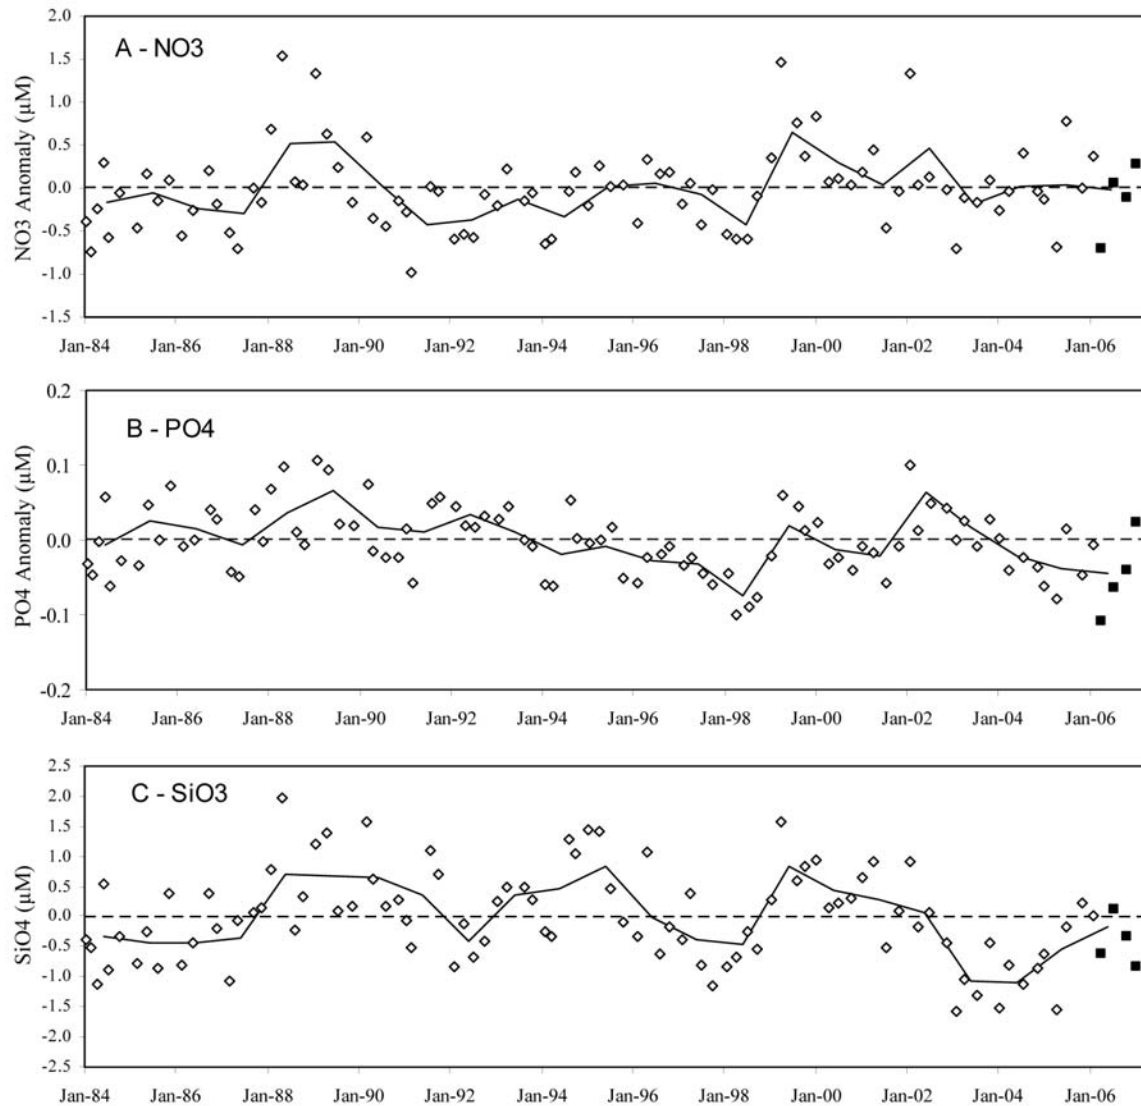 A - NO3
NO3 Anomaly (µM)
2.0
1.5
1.0
0.5
0.0
-0.5
-1.0
-1.5
Jan-84 Jan-86 Jan-88 Jan-90 Jan-92 Jan-94 Jan-96 Jan-98 Jan-00 Jan-02 Jan-04 Jan-06
B - PO4
PO4 Anomaly (µM)
0.2
0.1
0.0
-0.1
-0.2
Jan-84 Jan-86 Jan-88 Jan-90 Jan-92 Jan-94 Jan-96 Jan-98 Jan-00 Jan-02 Jan-04 Jan-06
C - SiO3
SiO4 (µM)
2.5
2.0
1.5
1.0
0.5
0.0
-0.5
-1.0
-1.5
-2.0
-2.5
Jan-84 Jan-86 Jan-88 Jan-90 Jan-92 Jan-94 Jan-96 Jan-98 Jan-00 Jan-02 Jan-04 Jan-06